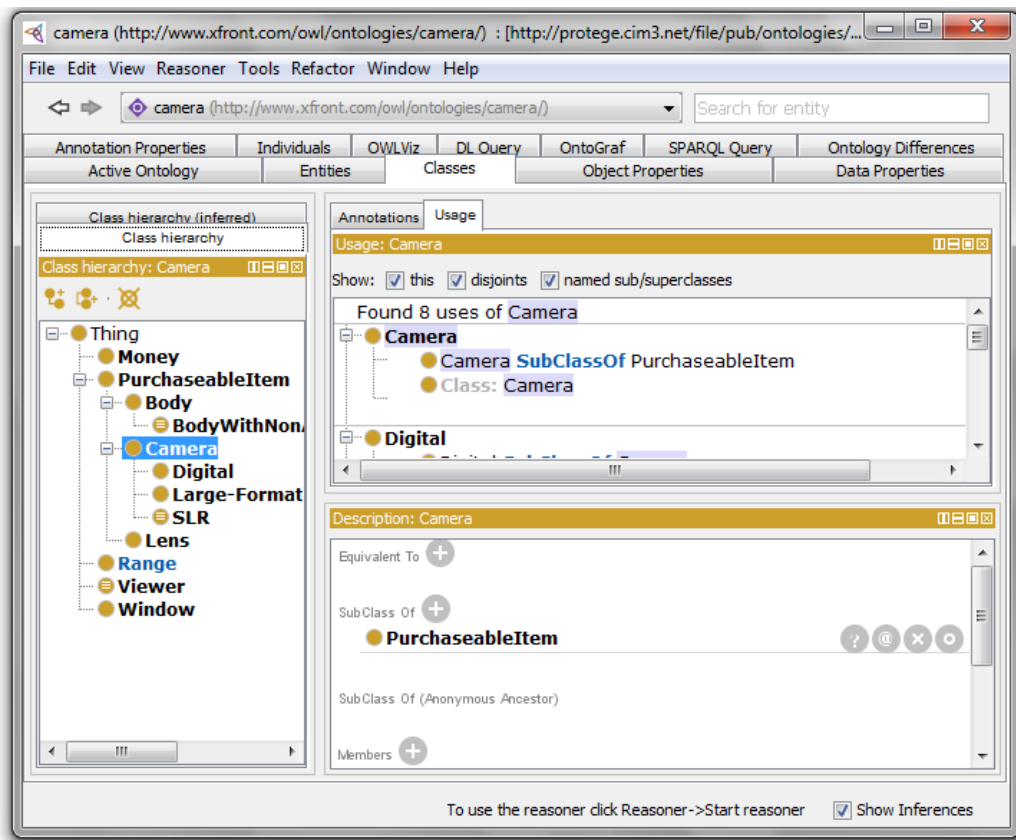 camera (http://www.xfront.com/owl/ontologies/camera/) : [http://protege.cim3.net/file/pub/ontologies/...
File Edit View Reasoner Tools Refactor Window Help
camera (http://www.xfront.com/owl/ontologies/camera/)
Search for entity
Annotation Properties Individuals OWLViz DL Query OntoGraf SPARQL Query Ontology Differences
Active Ontology Entities Classes Object Properties Data Properties
Class hierarchy (inferred)
Class hierarchy
Class hierarchy: Camera
Thing
Money
PurchaseableItem
Body
BodyWithNon
Camera
Digital
Large-Format
SLR
Lens
Range
Viewer
Window
Annotations Usage
Usage: Camera
Show: this disjoints named sub/superclasses
Found 8 uses of Camera
Camera
Camera SubClassOf PurchaseableItem
Class: Camera
Digital
Description: Camera
Equivalent To
SubClass Of
PurchaseableItem
? @
SubClass Of (Anonymous Ancestor)
Members
To use the reasoner click Reasoner->Start reasoner Show Inferences